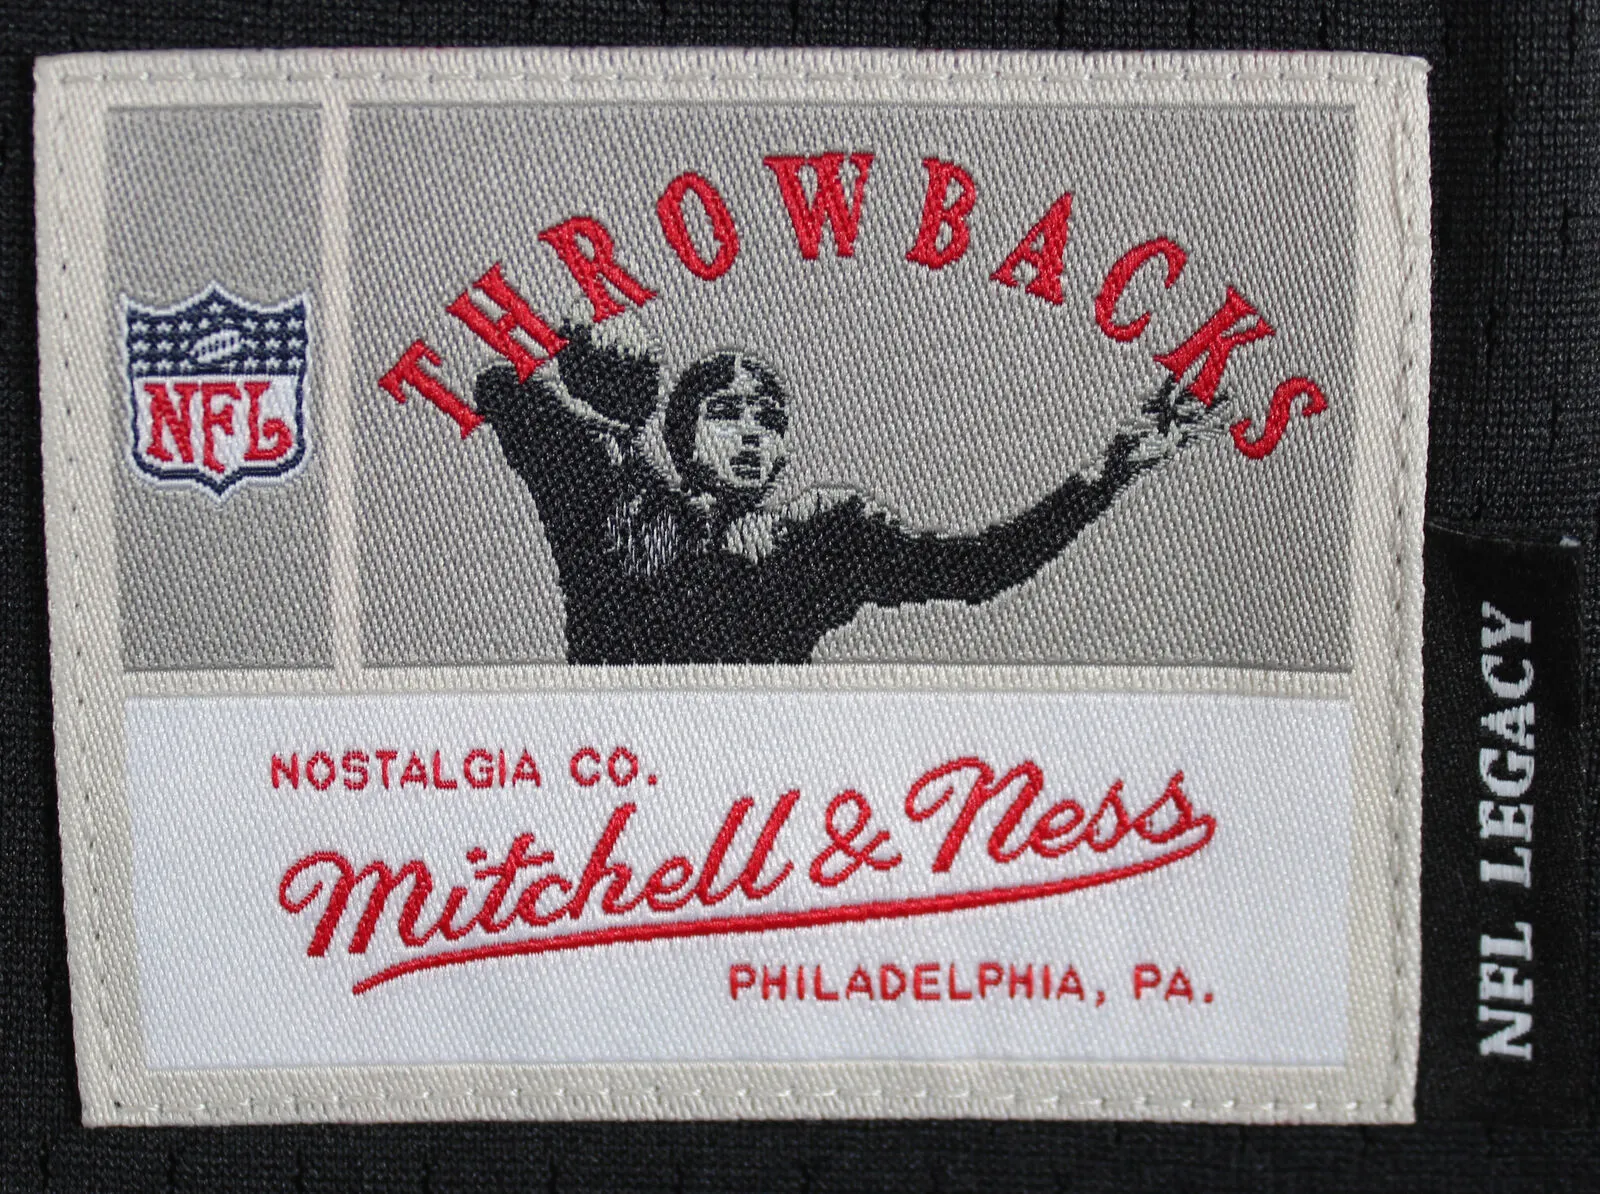 THROWBACKS
NFL
NOSTALGIA CO.
Mitchell & Ness
PHILADELPHIA, PA.
NFL LEGACY